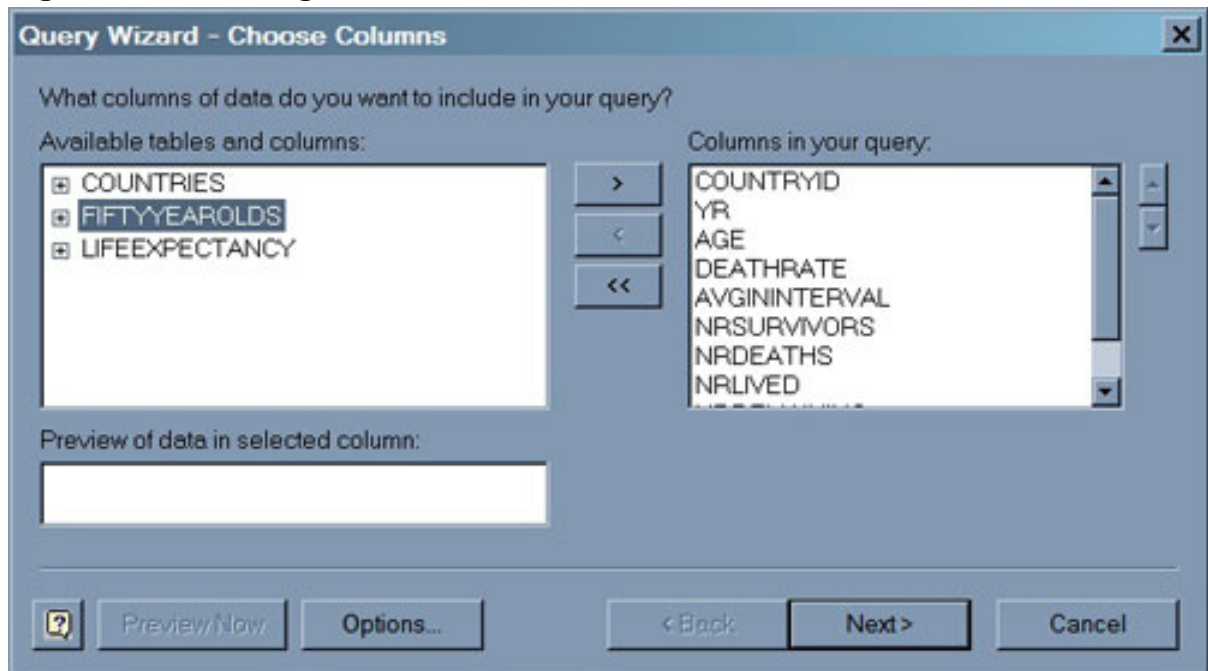 Query Wizard - Choose Columns
What columns of data do you want to include in your query?
Available tables and columns:
Columns in your query:
COUNTRIES
FIFTYYEAROLDS
LIFEEXPECTANCY
>
<
<<
COUNTRYID
YR
AGE
DEATHRATE
AVGININTERVAL
NRSURVIVORS
NRDEATHS
NRLIVED
Preview of data in selected column:
Preview Now
Options...
< Back
Next >
Cancel